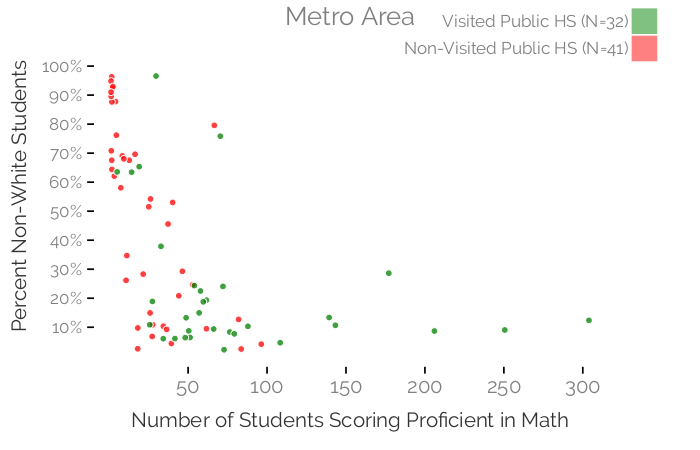 Metro Area
Visited Public HS (N=32)
Non-Visited Public HS (N=41)
Percent Non-White Students
100%
90%
80%
70%
60%
50%
40%
30%
20%
10%
50 100 150 200 250 300
Number of Students Scoring Proficient in Math